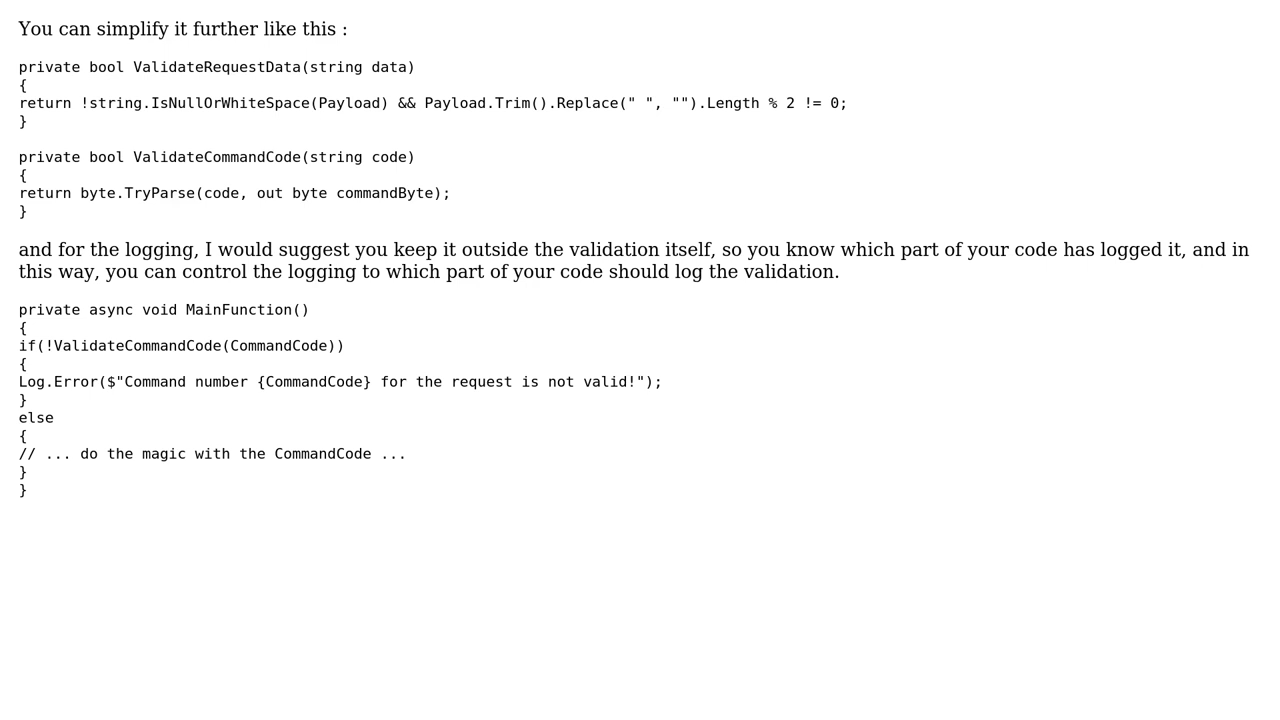 You can simplify it further like this :
private bool ValidateRequestData(string data)
{
return !string.IsNullOrWhiteSpace(Payload) && Payload.Trim().Replace(" ", "").Length % 2 != 0;
}
private bool ValidateCommandCode(string code)
{
return byte.TryParse(code, out byte commandByte);
}
and for the logging, I would suggest you keep it outside the validation itself, so you know which part of your code has logged it, and in
this way, you can control the logging to which part of your code should log the validation.
private async void MainFunction()
{
if(!ValidateCommandCode(CommandCode))
{
Log.Error($"Command number {CommandCode} for the request is not valid!");
}
else
{
// ... do the magic with the CommandCode ...
}
}